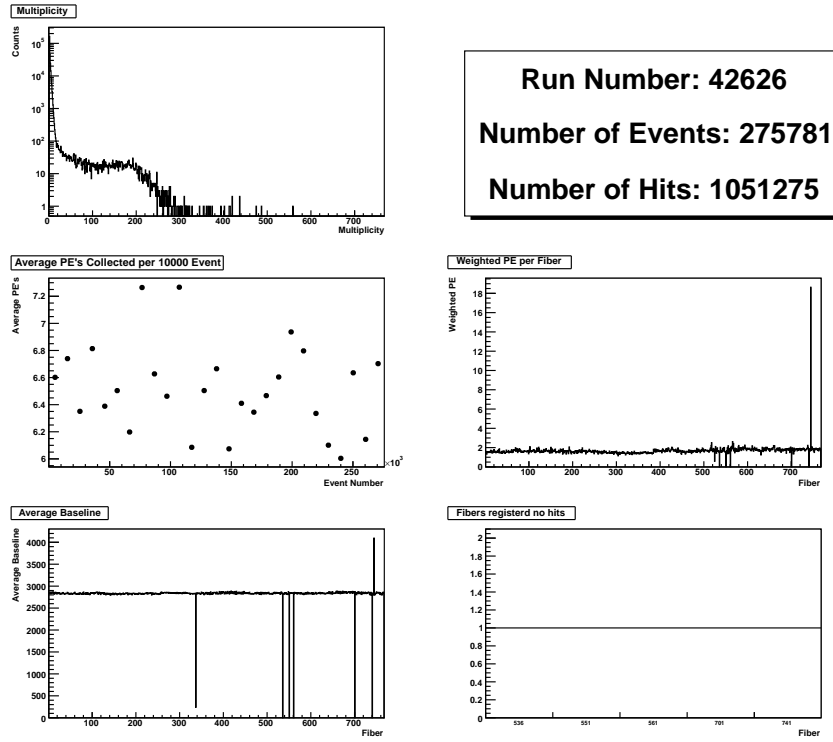 Multiplicity
Counts
10^5
10^4
10^2
10
1
100 200 300 400 500 600 700
Multiplicity
Run Number: 42626
Number of Events: 275781
Number of Hits: 1051275
Average PE's Collected per 10000 Event
Average PE's
7.2
7
6.8
6.6
6.4
6.2
6
50 100 150 200 250
×10^3
Event Number
Weighted PE per Fiber
Weighted PE
18
16
14
12
10
8
6
4
2
0
100 200 300 400 500 600 700
Fiber
Average Baseline
Average Baseline
4000
3500
3000
2500
2000
1500
1000
500
0
100 200 300 400 500 600 700
Fiber
Fibers registerd no hits
2
1.8
1.6
1.4
1.2
1
0.8
0.6
0.4
0.2
0
536 551 561 701 741
Fiber